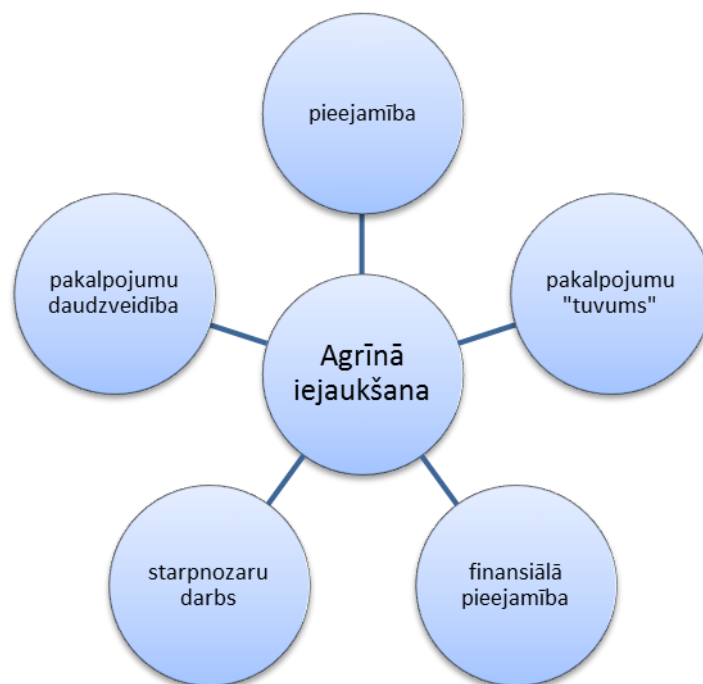 pieejamība
pakalpojumu
daudzveidība
pakalpojumu
"tuvums"
Agrīnā
iejaukšana
starpnozaru
darbs
finansiālā
pieejamība